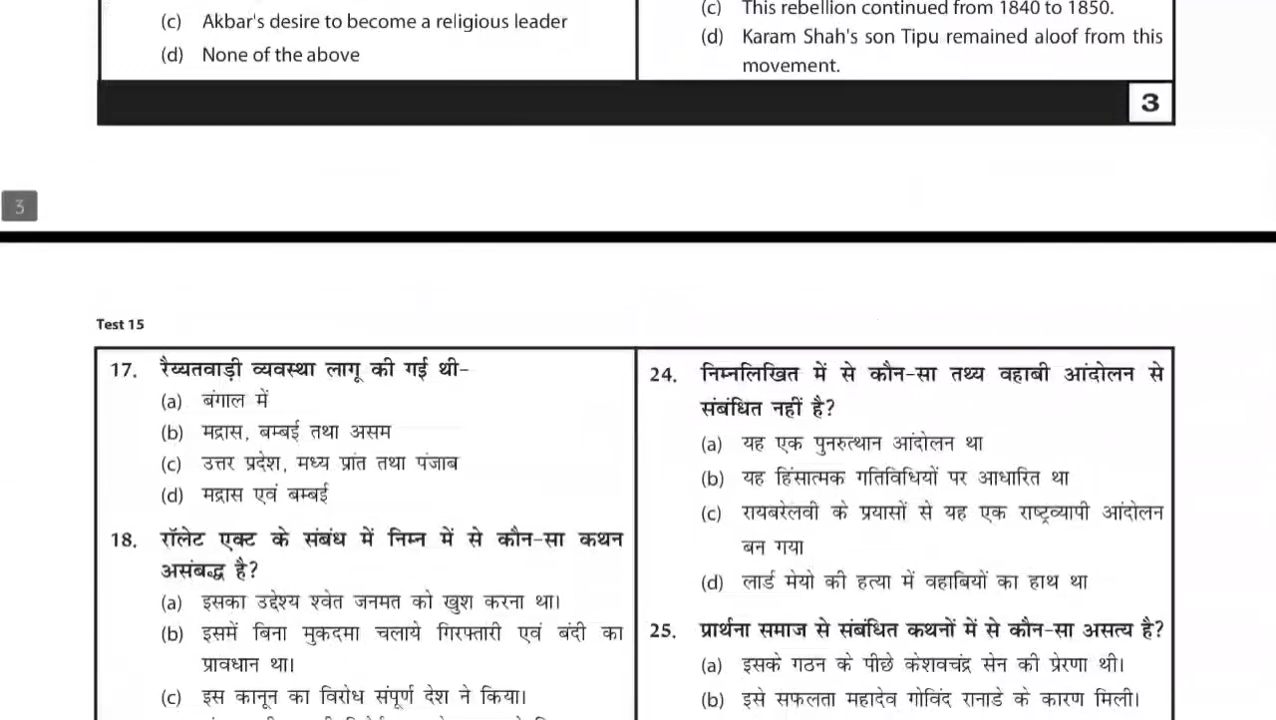 (c) Akbar's desire to become a religious leader
(d) None of the above
(c) This rebellion continued from 1840 to 1850.
(d) Karam Shah's son Tipu remained aloof from this
movement.
3
3
Test 15
17. रैय्यतवाड़ी व्यवस्था लागू की गई थी-
(a) बंगाल में
(b) मद्रास, बम्बई तथा असम
(c) उत्तर प्रदेश, मध्य प्रांत तथा पंजाब
(d) मद्रास एवं बम्बई
18. रॉलेट एक्ट के संबंध में निम्न में से कौन-सा कथन
असंबद्ध है?
(a) इसका उद्देश्य श्वेत जनमत को खुश करना था।
(b) इसमें बिना मुकदमा चलाये गिरफ्तारी एवं बंदी का
प्रावधान था।
(c) इस कानून का विरोध संपूर्ण देश ने किया।
24. निम्नलिखित में से कौन-सा तथ्य वहाबी आंदोलन से
संबंधित नहीं है?
(a) यह एक पुनरुत्थान आंदोलन था
(b) यह हिंसात्मक गतिविधियों पर आधारित था
(c) रायबरेलवी के प्रयासों से यह एक राष्ट्रव्यापी आंदोलन
बन गया
(d) लार्ड मेयो की हत्या में वहाबियों का हाथ था
25. प्रार्थना समाज से संबंधित कथनों में से कौन-सा असत्य है?
(a) इसके गठन के पीछे केशवचंद्र सेन की प्रेरणा थी।
(b) इसे सफलता महादेव गोविंद रानाडे के कारण मिली।